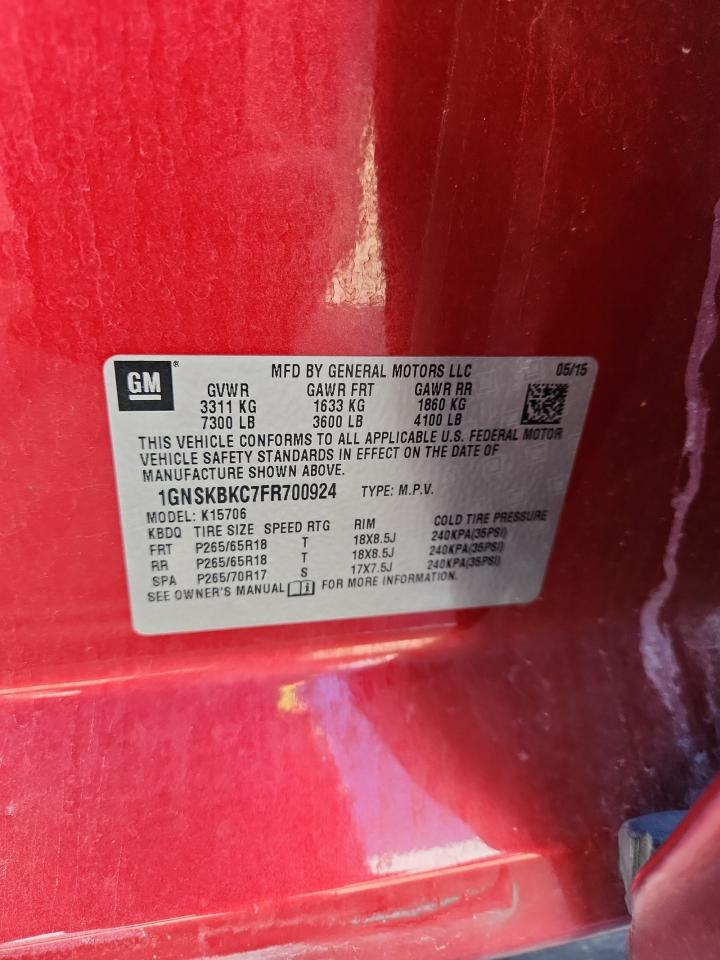 GM® MFD BY GENERAL MOTORS LLC 05/15
GVWR GAWR FRT GAWR RR
3311 KG 1633 KG 1860 KG
7300 LB 3600 LB 4100 LB
THIS VEHICLE CONFORMS TO ALL APPLICABLE U.S. FEDERAL MOTOR
VEHICLE SAFETY STANDARDS IN EFFECT ON THE DATE OF
MANUFACTURE SHOWN ABOVE.
1GNSKBKC7FR700924 TYPE: M.P.V.
MODEL: K15706
KBDQ TIRE SIZE SPEED RTG RIM COLD TIRE PRESSURE
FRT P265/65R18 T 18X8.5J 240KPA(35PSI)
RR P265/65R18 T 18X8.5J 240KPA(35PSI)
SPA P265/70R17 S 17X7.5J 240KPA(35PSI)
SEE OWNER'S MANUAL FOR MORE INFORMATION.